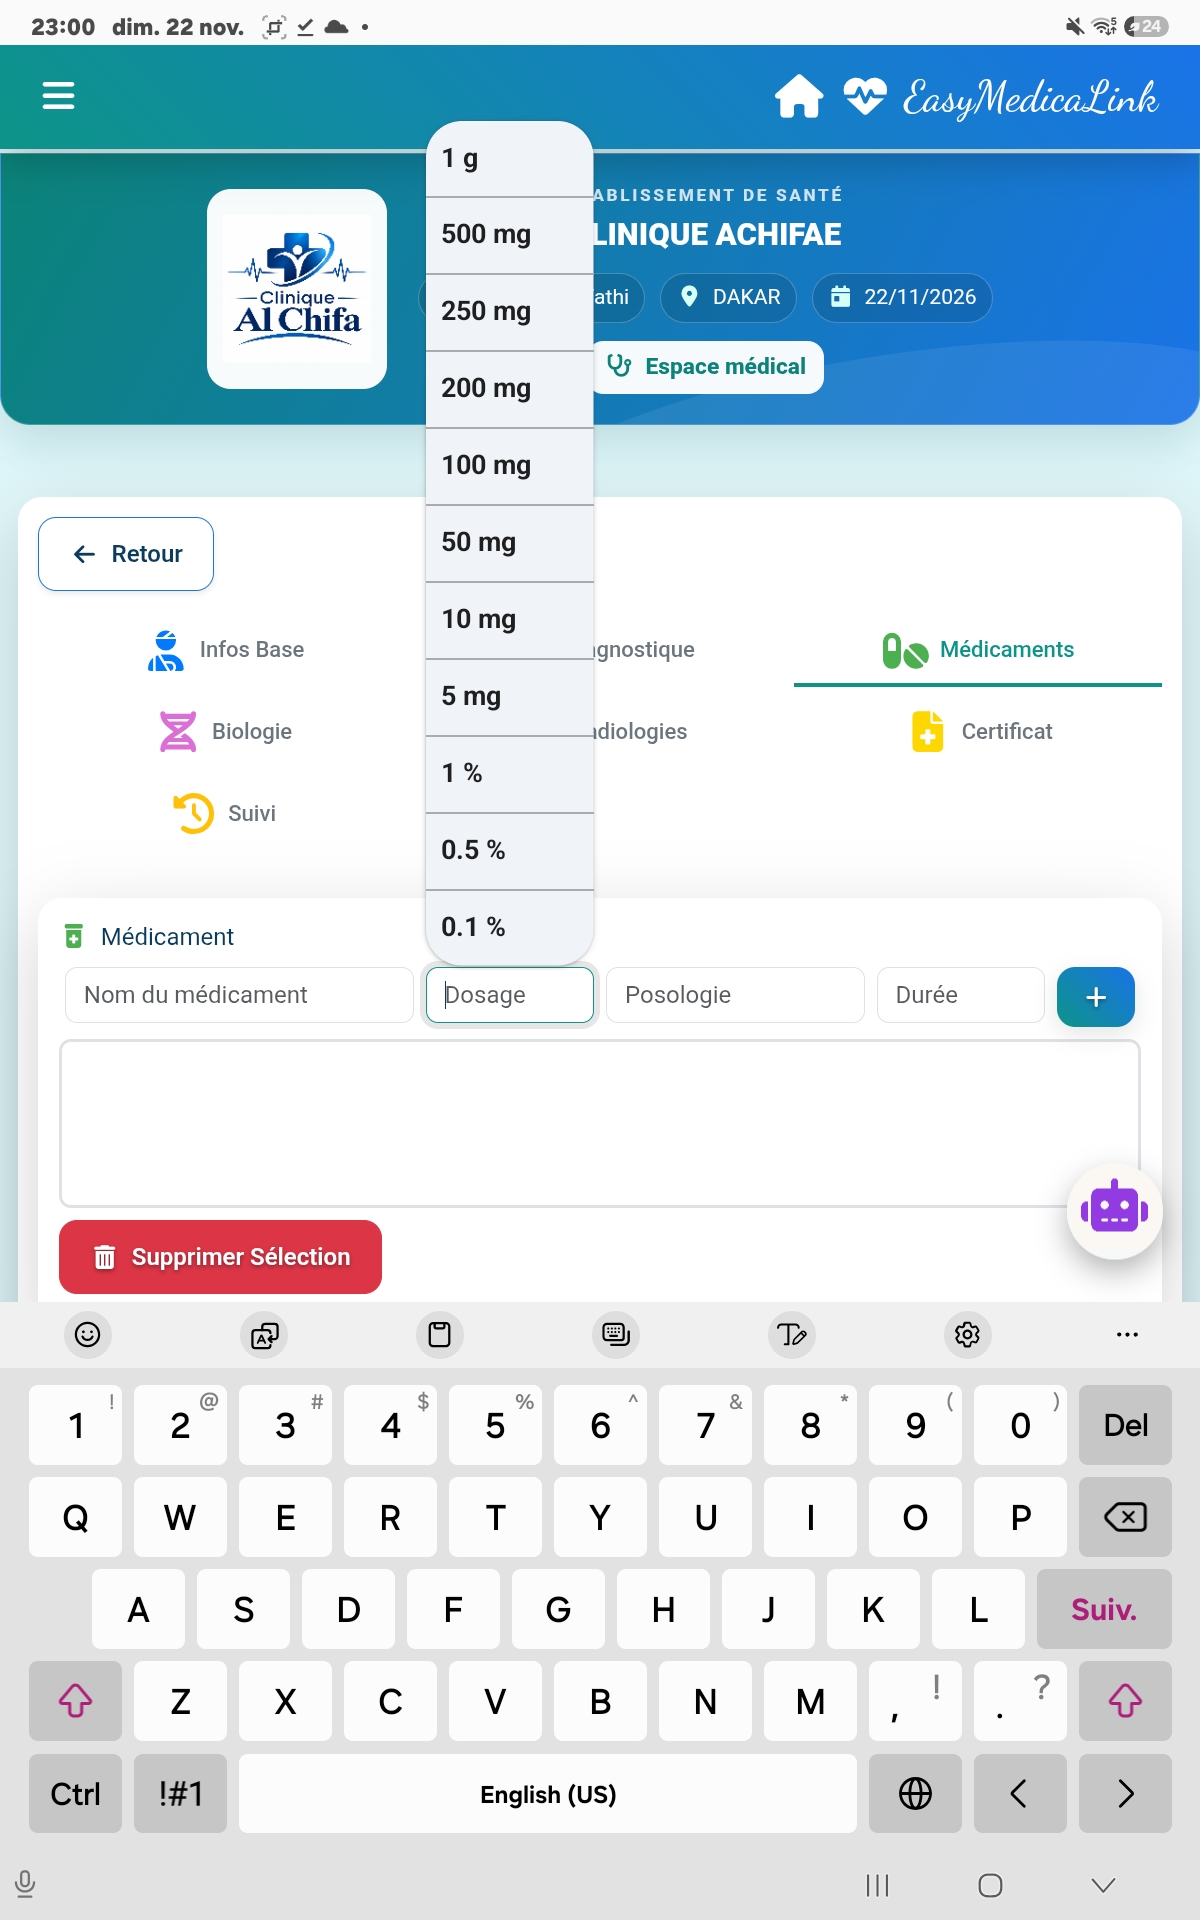 23:00 dim. 22 nov.
24
EasyMedicaLink
ABLISSEMENT DE SANTÉ
LINIQUE ACHIFAE
Clinique
Al Chifa
athi
DAKAR
22/11/2026
Espace médical
1 g
500 mg
250 mg
200 mg
100 mg
50 mg
10 mg
5 mg
1 %
0.5 %
0.1 %
Retour
Infos Base
gnostique
Médicaments
Biologie
diologies
Certificat
Suivi
Médicament
Nom du médicament
Dosage
Posologie
Durée
+
Supprimer Sélection
! @ # $ % ^ & * ( )
1 2 3 4 5 6 7 8 9 0 Del
Q W E R T Y U I O P
A S D F G H J K L Suiv.
Z X C V B N M , ! . ?
Ctrl !#1 English (US) < >